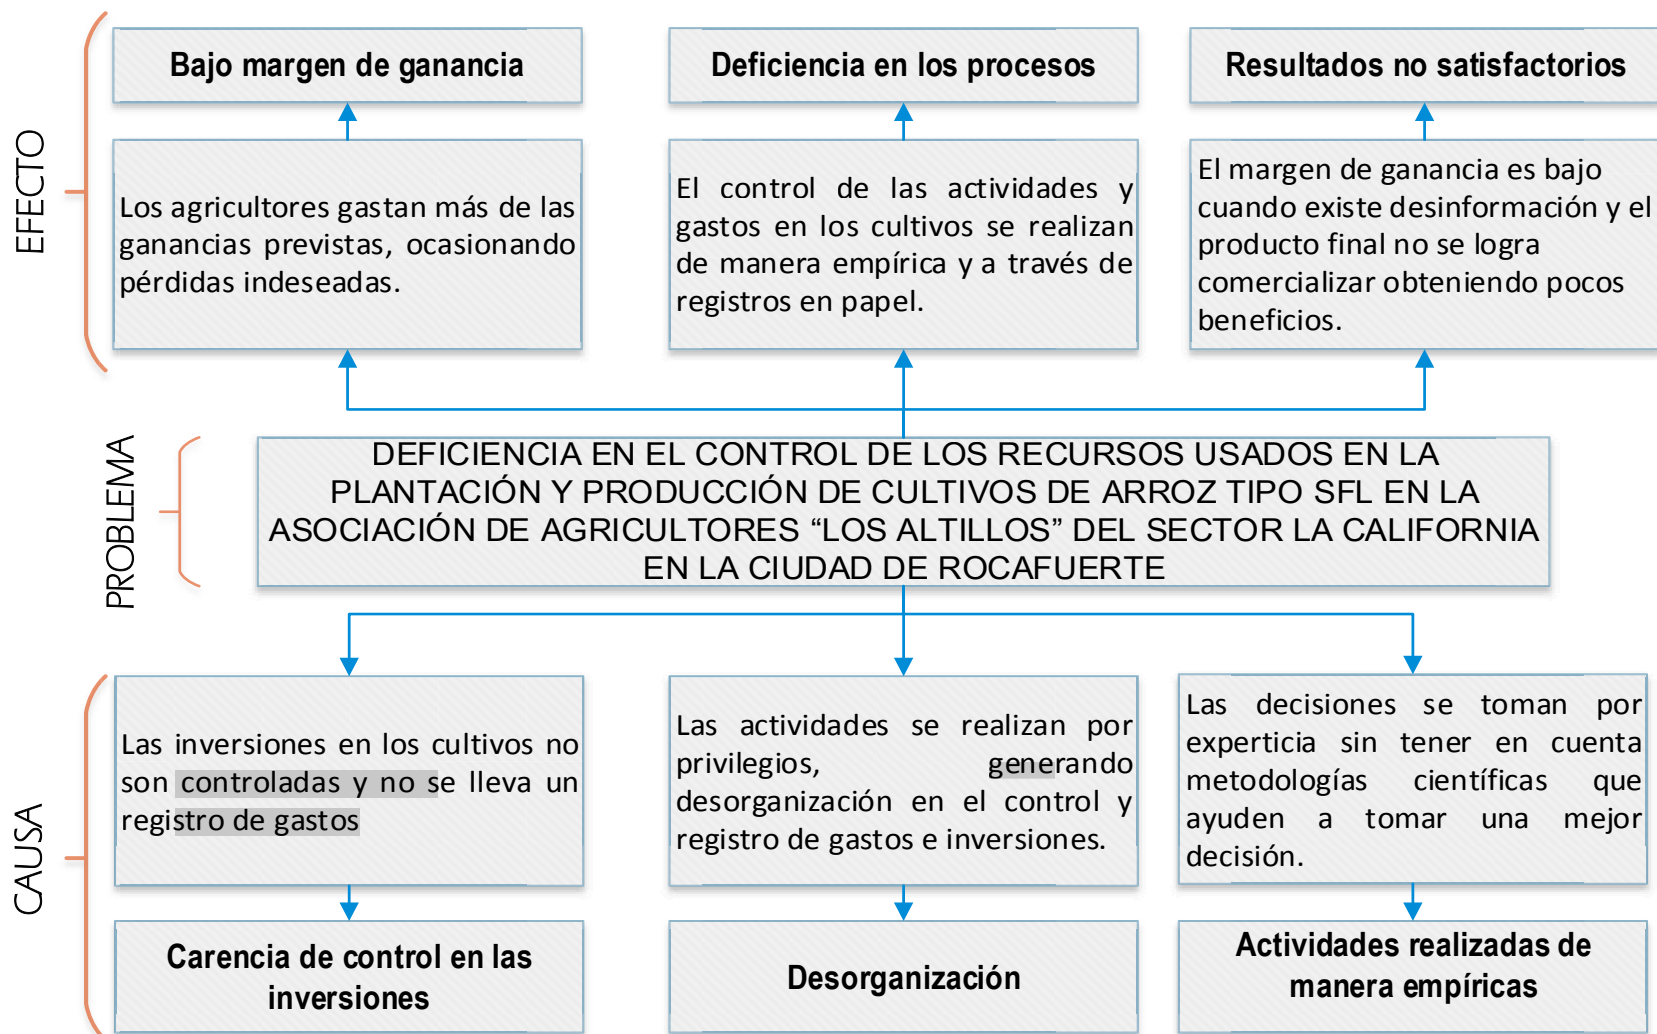 EFECTO
Bajo margen de ganancia
Deficiencia en los procesos
Resultados no satisfactorios
Los agricultores gastan más de las
ganancias previstas, ocasionando
pérdidas indeseadas.
El control de las actividades y
gastos en los cultivos se realizan
de manera empírica y a través de
registros en papel.
El margen de ganancia es bajo
cuando existe desinformación y el
producto final no se logra
comercializar obteniendo pocos
beneficios.
PROBLEMA
DEFICIENCIA EN EL CONTROL DE LOS RECURSOS USADOS EN LA
PLANTACIÓN Y PRODUCCIÓN DE CULTIVOS DE ARROZ TIPO SFL EN LA
ASOCIACIÓN DE AGRICULTORES “LOS ALTILLOS” DEL SECTOR LA CALIFORNIA
EN LA CIUDAD DE ROCAFUERTE
CAUSA
Las inversiones en los cultivos no
son controladas y no se lleva un
registro de gastos
Las actividades se realizan por
privilegios, generando
desorganización en el control y
registro de gastos e inversiones.
Las decisiones se toman por
experticia sin tener en cuenta
metodologías científicas que
ayuden a tomar una mejor
decisión.
Carencia de control en las
inversiones
Desorganización
Actividades realizadas de
manera empíricas